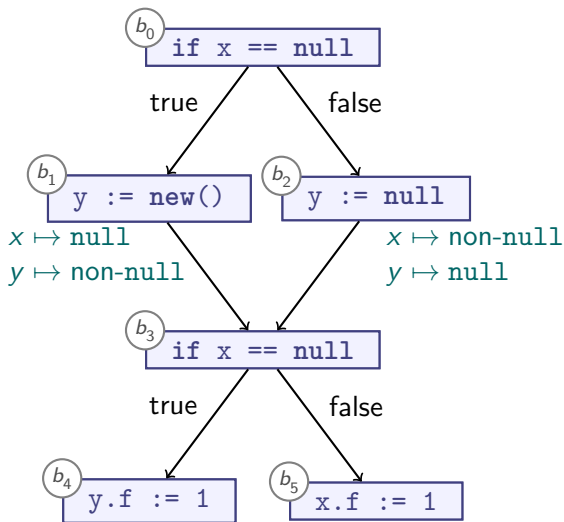 b0
if x == null
true
false
b1
y := new()
b2
y := null
x ↦ null
y ↦ non-null
x ↦ non-null
y ↦ null
b3
if x == null
true
false
b4
y.f := 1
b5
x.f := 1